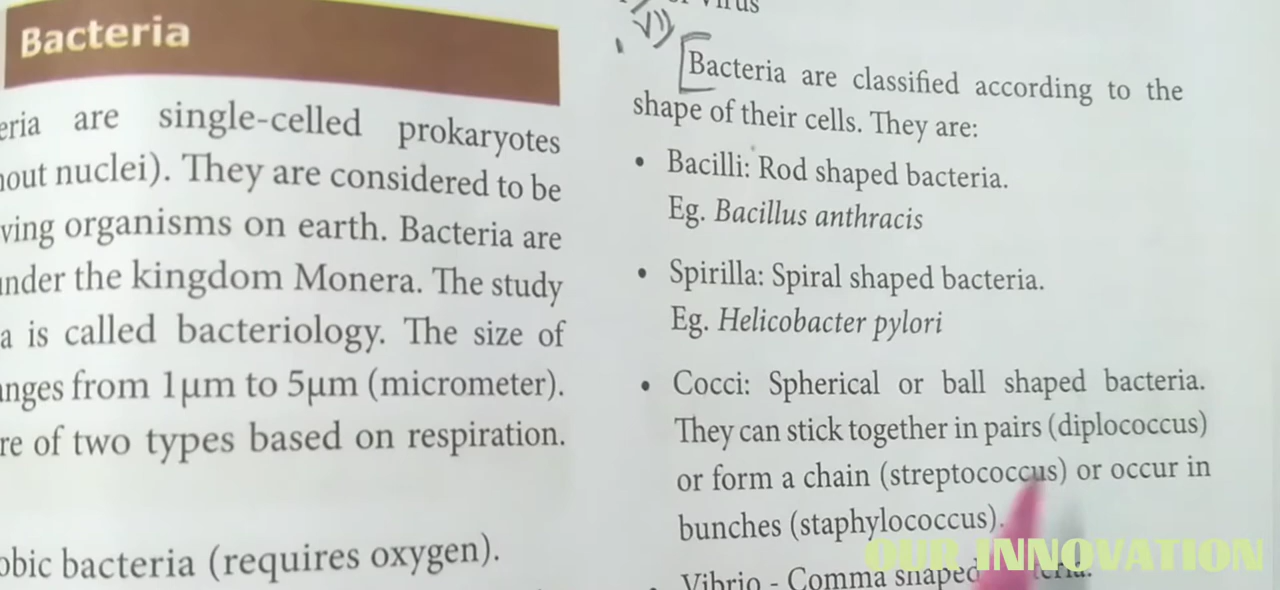 Bacteria
are single-celled prokaryotes
nuclei). They are considered to be
organisms on earth. Bacteria are
the kingdom Monera. The study
a is called bacteriology. The size of
from 1µm to 5µm (micrometer).
re of two types based on respiration.
obic bacteria (requires oxygen).
Virus
Bacteria are classified according to the
shape of their cells. They are:
• Bacilli: Rod shaped bacteria.
Eg. Bacillus anthracis
• Spirilla: Spiral shaped bacteria.
Eg. Helicobacter pylori
• Cocci: Spherical or ball shaped bacteria.
They can stick together in pairs (diplococcus)
or form a chain (streptococcus) or occur in
bunches (staphylococcus).
Vibrio - Comma shaped
OUR INNOVATION